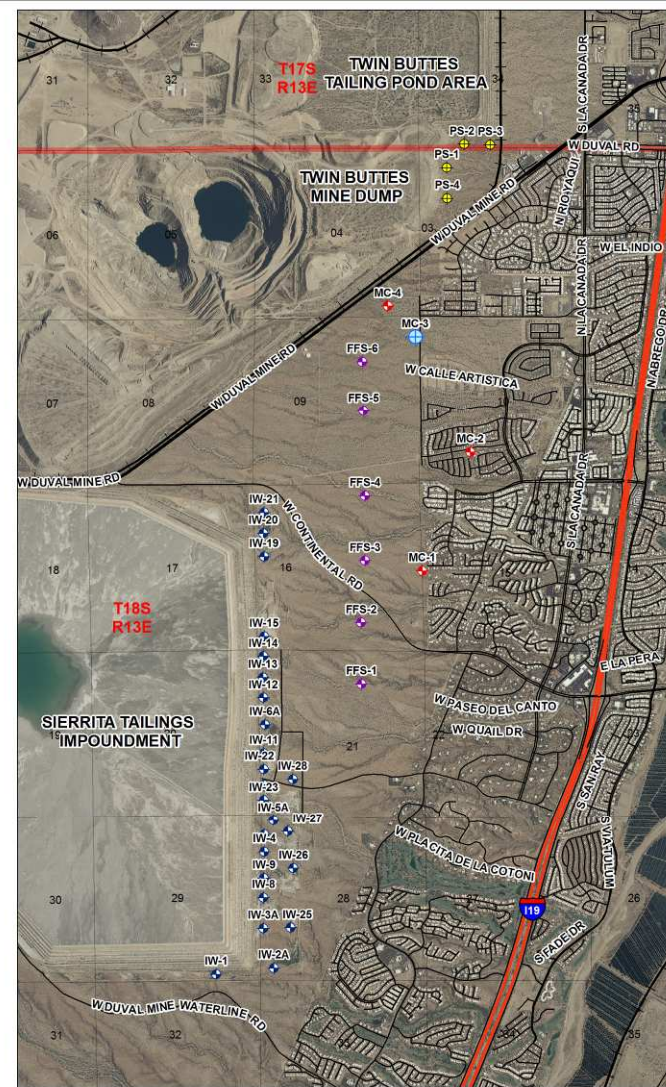 31
32
33
T17S
R13E
TWIN BUTTES
TAILING POND AREA
34
S LA CANADA DR
35
PS-2
PS-3
W DUVAL RD
PS-1
PS-4
TWIN BUTTES
MINE DUMP
N RIO YAQUI
06
05
04
03
W DUVAL MINE RD
N LA CANADA DR
W EL INDIO
MC-4
MC-3
N ABREGO DR
FFS-6
W CALLE ARTISTICA
W DUVAL MINE RD
07
08
09
FFS-5
MC-2
W DUVAL MINE RD
FFS-4
S LA CANADA DR
IW-21
IW-20
IW-19
W CONTINENTAL RD
18
17
16
FFS-3
MC-1
15
14
T18S
R13E
FFS-2
IW-15
IW-14
IW-13
E LA PERA
FFS-1
IW-12
W PASEO DEL CANTO
IW-6A
SIERRITA TAILINGS
IMPOUNDMENT
19
W QUAIL DR
22
23
IW-11
21
IW-22
IW-28
S SAN RAY
IW-23
IW-5A
IW-27
IW-4
W PLACITA DE LA COTONI
S VIA TULUM
IW-26
IW-9
IW-8
30
29
28
26
I19
IW-3A
IW-25
S FADE DR
IW-1
IW-2A
W DUVAL MINE WATERLINE RD
31
32
33
34
35